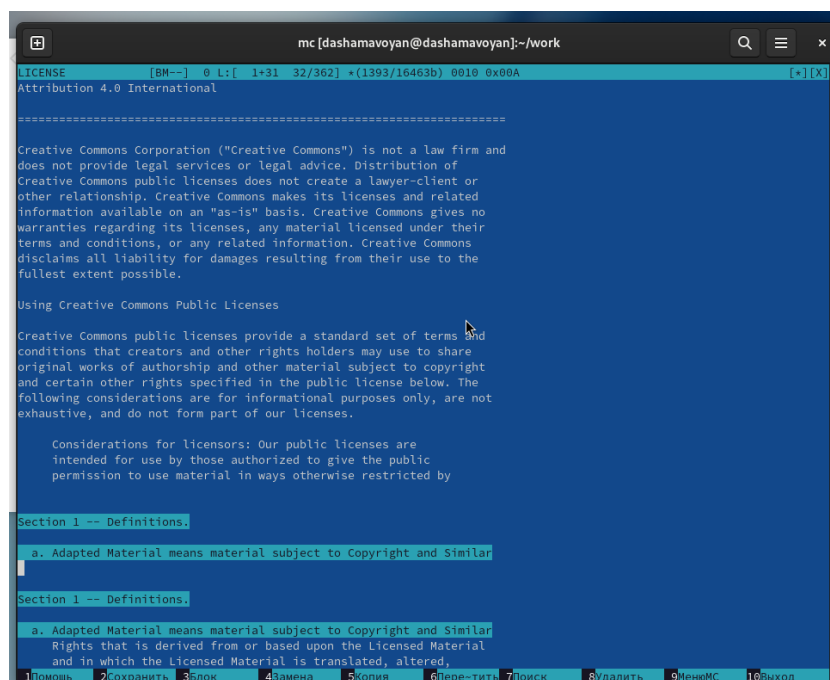 mc [dashamavoyan@dashamavoyan]:~/work
LICENSE [BM--] 0 L:[ 1+31 32/362] *(1393/16463b) 0010 0x00A [*][X]
Attribution 4.0 International
=======================================================================
Creative Commons Corporation ("Creative Commons") is not a law firm and
does not provide legal services or legal advice. Distribution of
Creative Commons public licenses does not create a lawyer-client or
other relationship. Creative Commons makes its licenses and related
information available on an "as-is" basis. Creative Commons gives no
warranties regarding its licenses, any material licensed under their
terms and conditions, or any related information. Creative Commons
disclaims all liability for damages resulting from their use to the
fullest extent possible.
Using Creative Commons Public Licenses
Creative Commons public licenses provide a standard set of terms and
conditions that creators and other rights holders may use to share
original works of authorship and other material subject to copyright
and certain other rights specified in the public license below. The
following considerations are for informational purposes only, are not
exhaustive, and do not form part of our licenses.
Considerations for licensors: Our public licenses are
intended for use by those authorized to give the public
permission to use material in ways otherwise restricted by
Section 1 -- Definitions.
a. Adapted Material means material subject to Copyright and Similar
Section 1 -- Definitions.
a. Adapted Material means material subject to Copyright and Similar
Rights that is derived from or based upon the Licensed Material
and in which the Licensed Material is translated, altered,
1Помощь 2Сохранить 3Блок 4Замена 5Копия 6Пере~тить 7Поиск 8Удалить 9МенюMC 10Выход